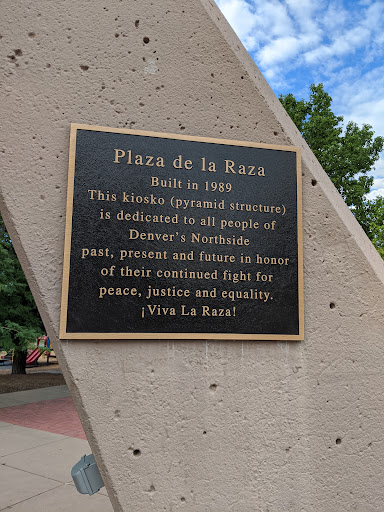 Plaza de la Raza
Built in 1989
This kiosko (pyramid structure)
is dedicated to all people of
Denver's Northside
past, present and future in honor
of their continued fight for
peace, justice and equality.
¡Viva La Raza!